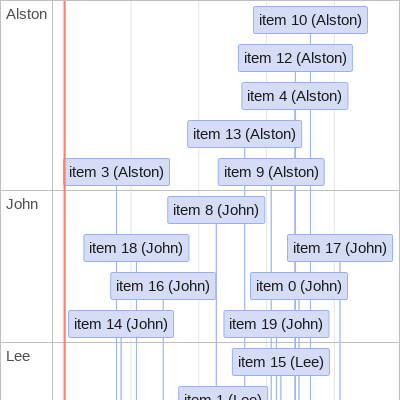 Alston
item 10 (Alston)
item 12 (Alston)
item 4 (Alston)
item 13 (Alston)
item 3 (Alston)
item 9 (Alston)
John
item 8 (John)
item 18 (John)
item 17 (John)
item 16 (John)
item 0 (John)
item 14 (John)
item 19 (John)
Lee
item 15 (Lee)
item 1 (Lee)